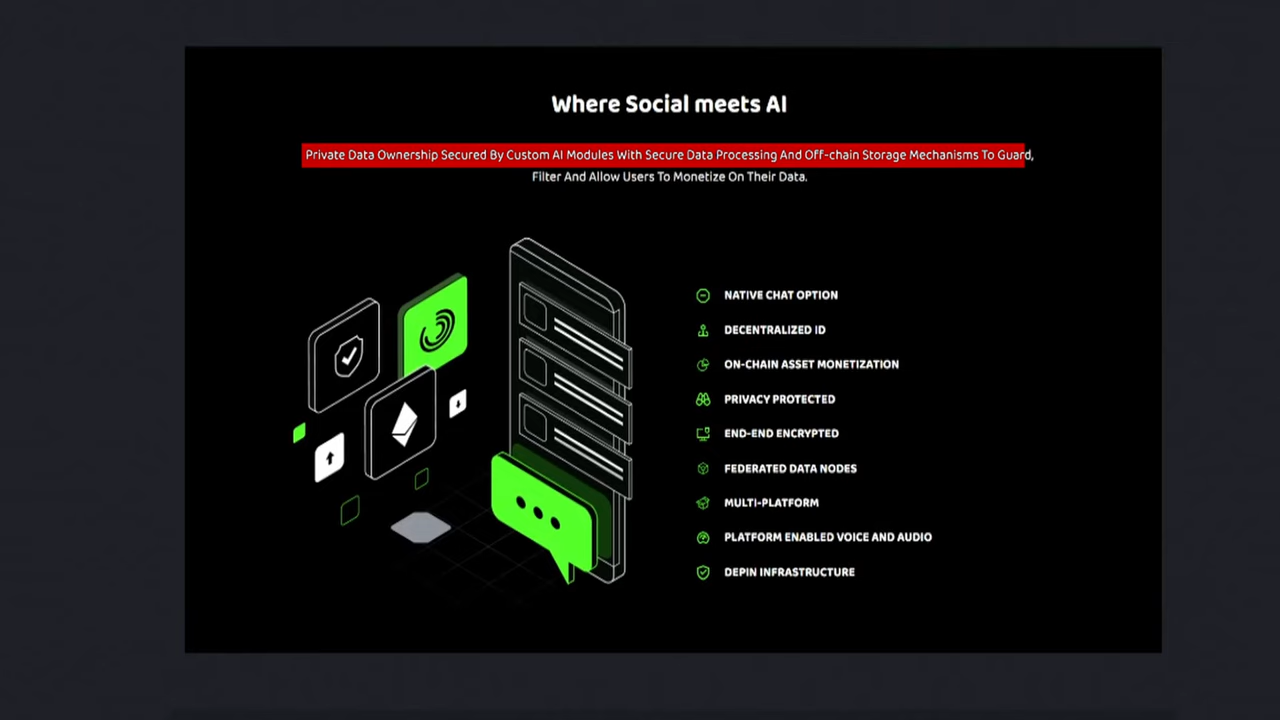 Where Social meets AI
Private Data Ownership Secured By Custom AI Modules With Secure Data Processing And Off-chain Storage Mechanisms To Guard,
Filter And Allow Users To Monetize On Their Data.
NATIVE CHAT OPTION
DECENTRALIZED ID
ON-CHAIN ASSET MONETIZATION
PRIVACY PROTECTED
END-END ENCRYPTED
FEDERATED DATA NODES
MULTI-PLATFORM
PLATFORM ENABLED VOICE AND AUDIO
DEPIN INFRASTRUCTURE